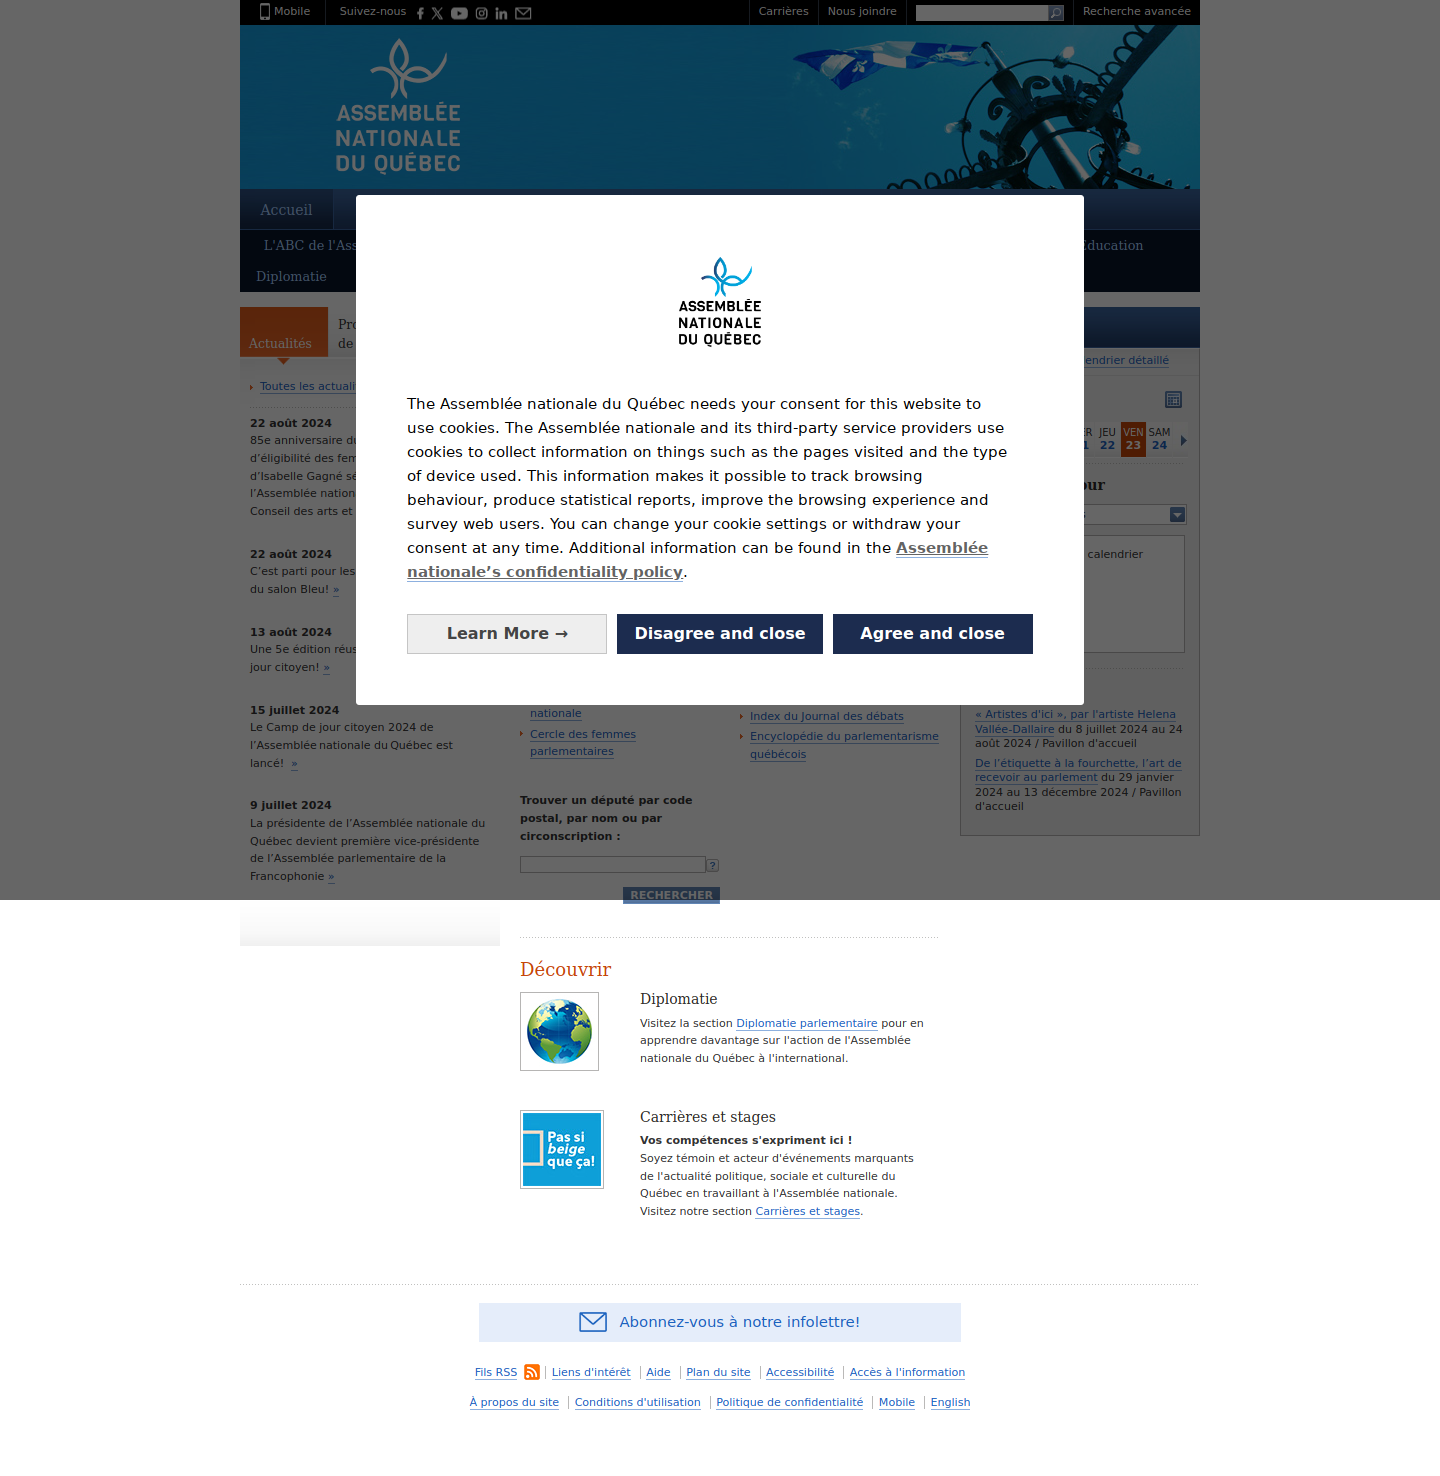 Mobile
Suivez-nous
Carrières
Nous joindre
Recherche avancée
ASSEMBLÉE
NATIONALE
DU QUÉBEC
Accueil
L'ABC de l'Ass
Éducation
Diplomatie
Actualités
Pro
de
endrier détaillé
Toutes les actuali
ER JEU VEN SAM
1 22 23 24
22 août 2024
85e anniversaire du
d’éligibilité des fem
d’Isabelle Gagné sé
l’Assemblée nation
Conseil des arts et
our
calendrier
22 août 2024
C’est parti pour les
du salon Bleu! »
13 août 2024
Une 5e édition réus
jour citoyen! »
15 juillet 2024
Le Camp de jour citoyen 2024 de
l’Assemblée nationale du Québec est
lancé! »
9 juillet 2024
La présidente de l’Assemblée nationale du
Québec devient première vice-présidente
de l’Assemblée parlementaire de la
Francophonie »
ASSEMBLÉE
NATIONALE
DU QUÉBEC
The Assemblée nationale du Québec needs your consent for this website to
use cookies. The Assemblée nationale and its third-party service providers use
cookies to collect information on things such as the pages visited and the type
of device used. This information makes it possible to track browsing
behaviour, produce statistical reports, improve the browsing experience and
survey web users. You can change your cookie settings or withdraw your
consent at any time. Additional information can be found in the Assemblée
nationale’s confidentiality policy.
Learn More →
Disagree and close
Agree and close
nationale
Cercle des femmes
parlementaires
Index du Journal des débats
Encyclopédie du parlementarisme
québécois
« Artistes d'ici », par l'artiste Helena
Vallée-Dallaire du 8 juillet 2024 au 24
août 2024 / Pavillon d'accueil
De l’étiquette à la fourchette, l’art de
recevoir au parlement du 29 janvier
2024 au 13 décembre 2024 / Pavillon
d'accueil
Trouver un député par code
postal, par nom ou par
circonscription :
?
RECHERCHER
Découvrir
Diplomatie
Visitez la section Diplomatie parlementaire pour en
apprendre davantage sur l'action de l'Assemblée
nationale du Québec à l'international.
Pas si
beige
que ça!
Carrières et stages
Vos compétences s'expriment ici !
Soyez témoin et acteur d'événements marquants
de l'actualité politique, sociale et culturelle du
Québec en travaillant à l'Assemblée nationale.
Visitez notre section Carrières et stages.
Abonnez-vous à notre infolettre!
Fils RSS
Liens d'intérêt
Aide
Plan du site
Accessibilité
Accès à l'information
À propos du site
Conditions d'utilisation
Politique de confidentialité
Mobile
English